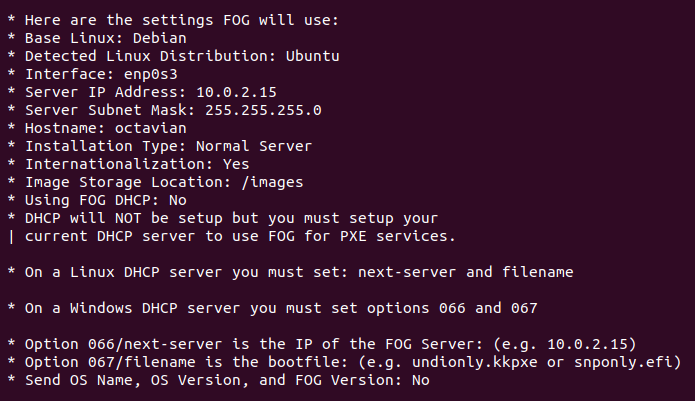 * Here are the settings FOG will use:
* Base Linux: Debian
* Detected Linux Distribution: Ubuntu
* Interface: enp0s3
* Server IP Address: 10.0.2.15
* Server Subnet Mask: 255.255.255.0
* Hostname: octavian
* Installation Type: Normal Server
* Internationalization: Yes
* Image Storage Location: /images
* Using FOG DHCP: No
* DHCP will NOT be setup but you must setup your
| current DHCP server to use FOG for PXE services.
* On a Linux DHCP server you must set: next-server and filename
* On a Windows DHCP server you must set options 066 and 067
* Option 066/next-server is the IP of the FOG Server: (e.g. 10.0.2.15)
* Option 067/filename is the bootfile: (e.g. undionly.kkpxe or snponly.efi)
* Send OS Name, OS Version, and FOG Version: No